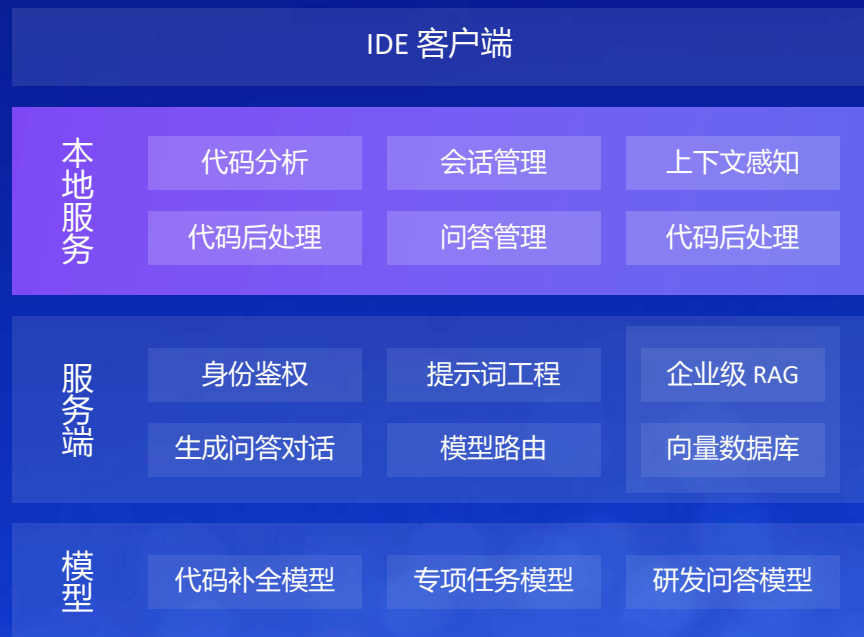 IDE 客户端
本地服务
代码分析
会话管理
上下文感知
代码后处理
问答管理
代码后处理
服务端
身份鉴权
提示词工程
企业级 RAG
生成问答对话
模型路由
向量数据库
模型
代码补全模型
专项任务模型
研发问答模型